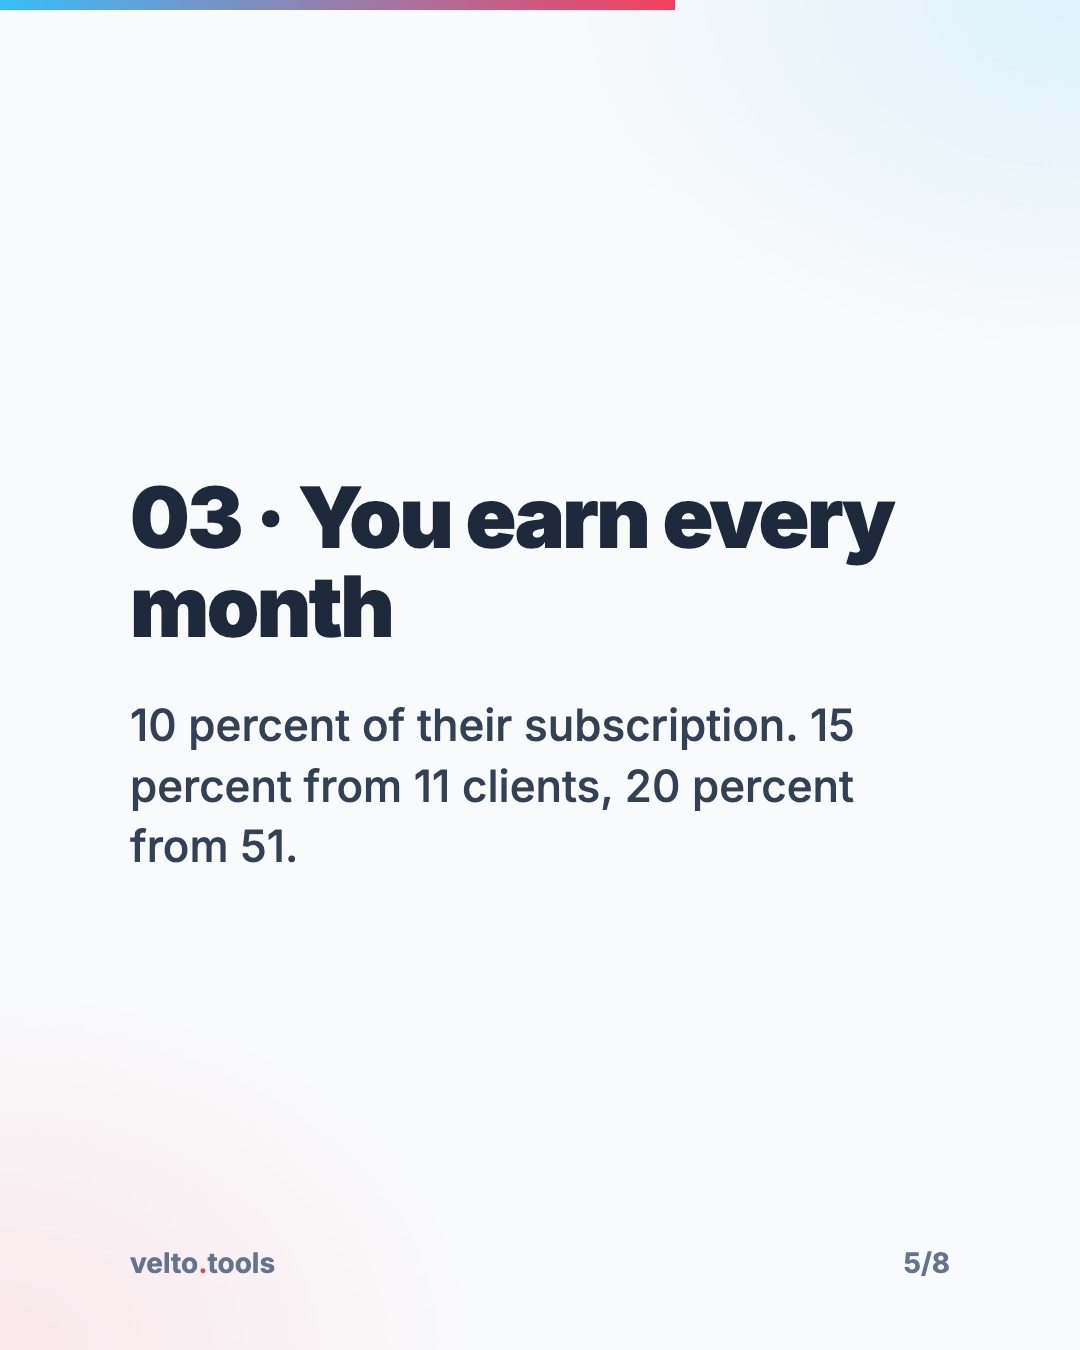 03 · You earn every
month
10 percent of their subscription. 15
percent from 11 clients, 20 percent
from 51.
velto.tools
5/8